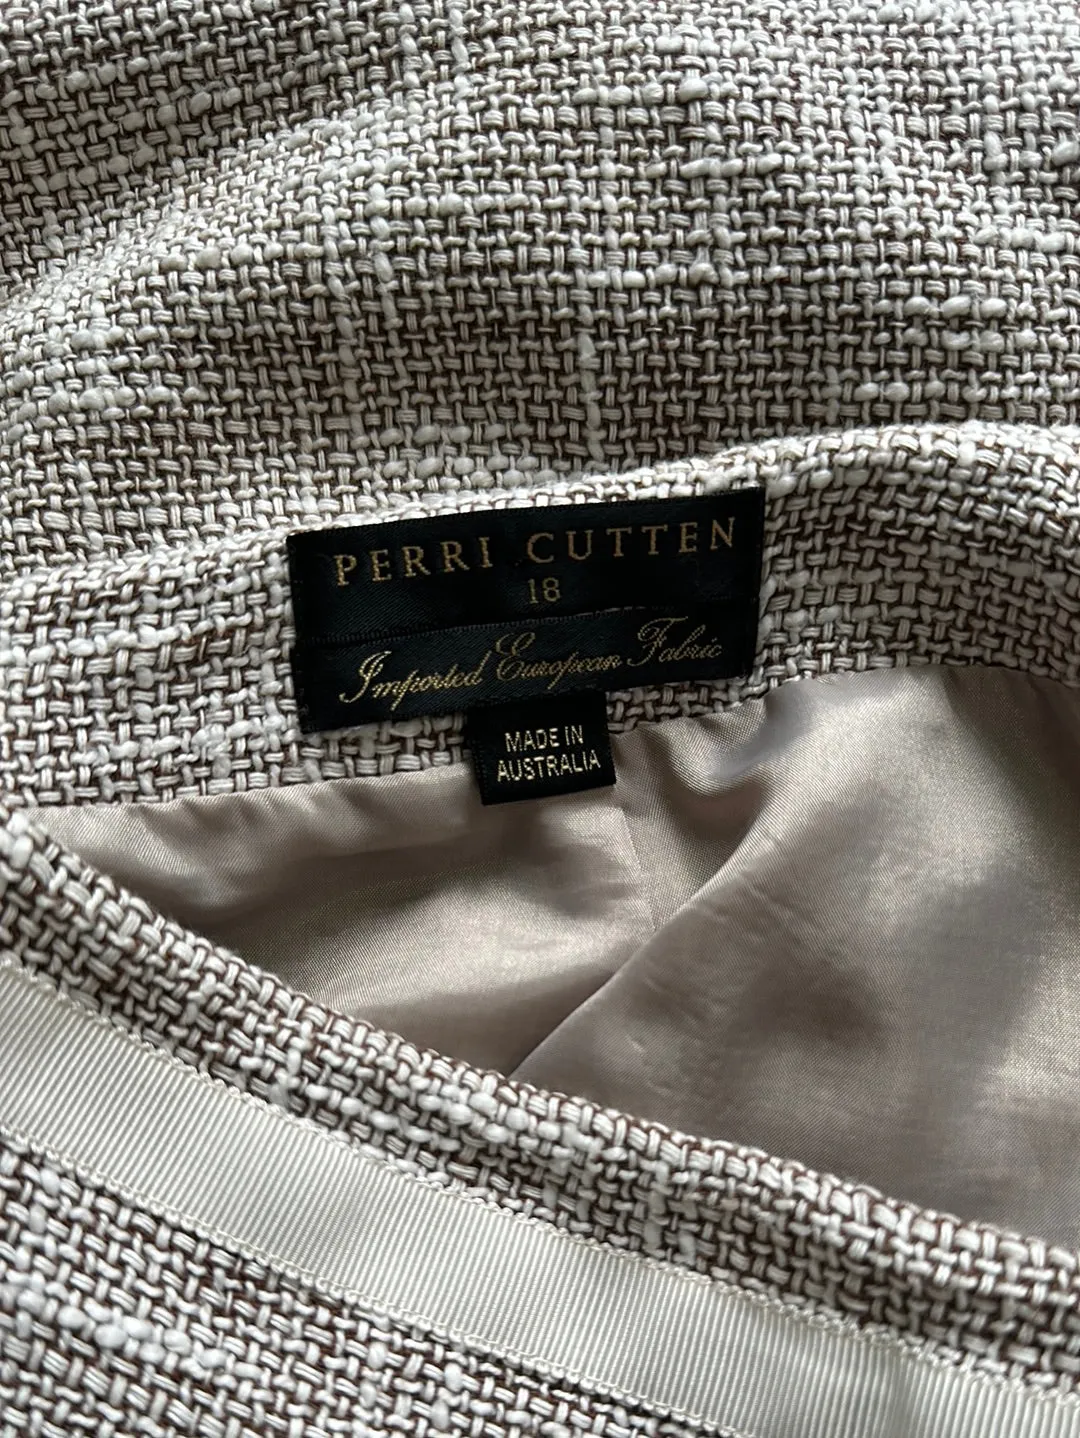 PERRI CUTTEN
18
Imported European Fabric
MADE IN
AUSTRALIA